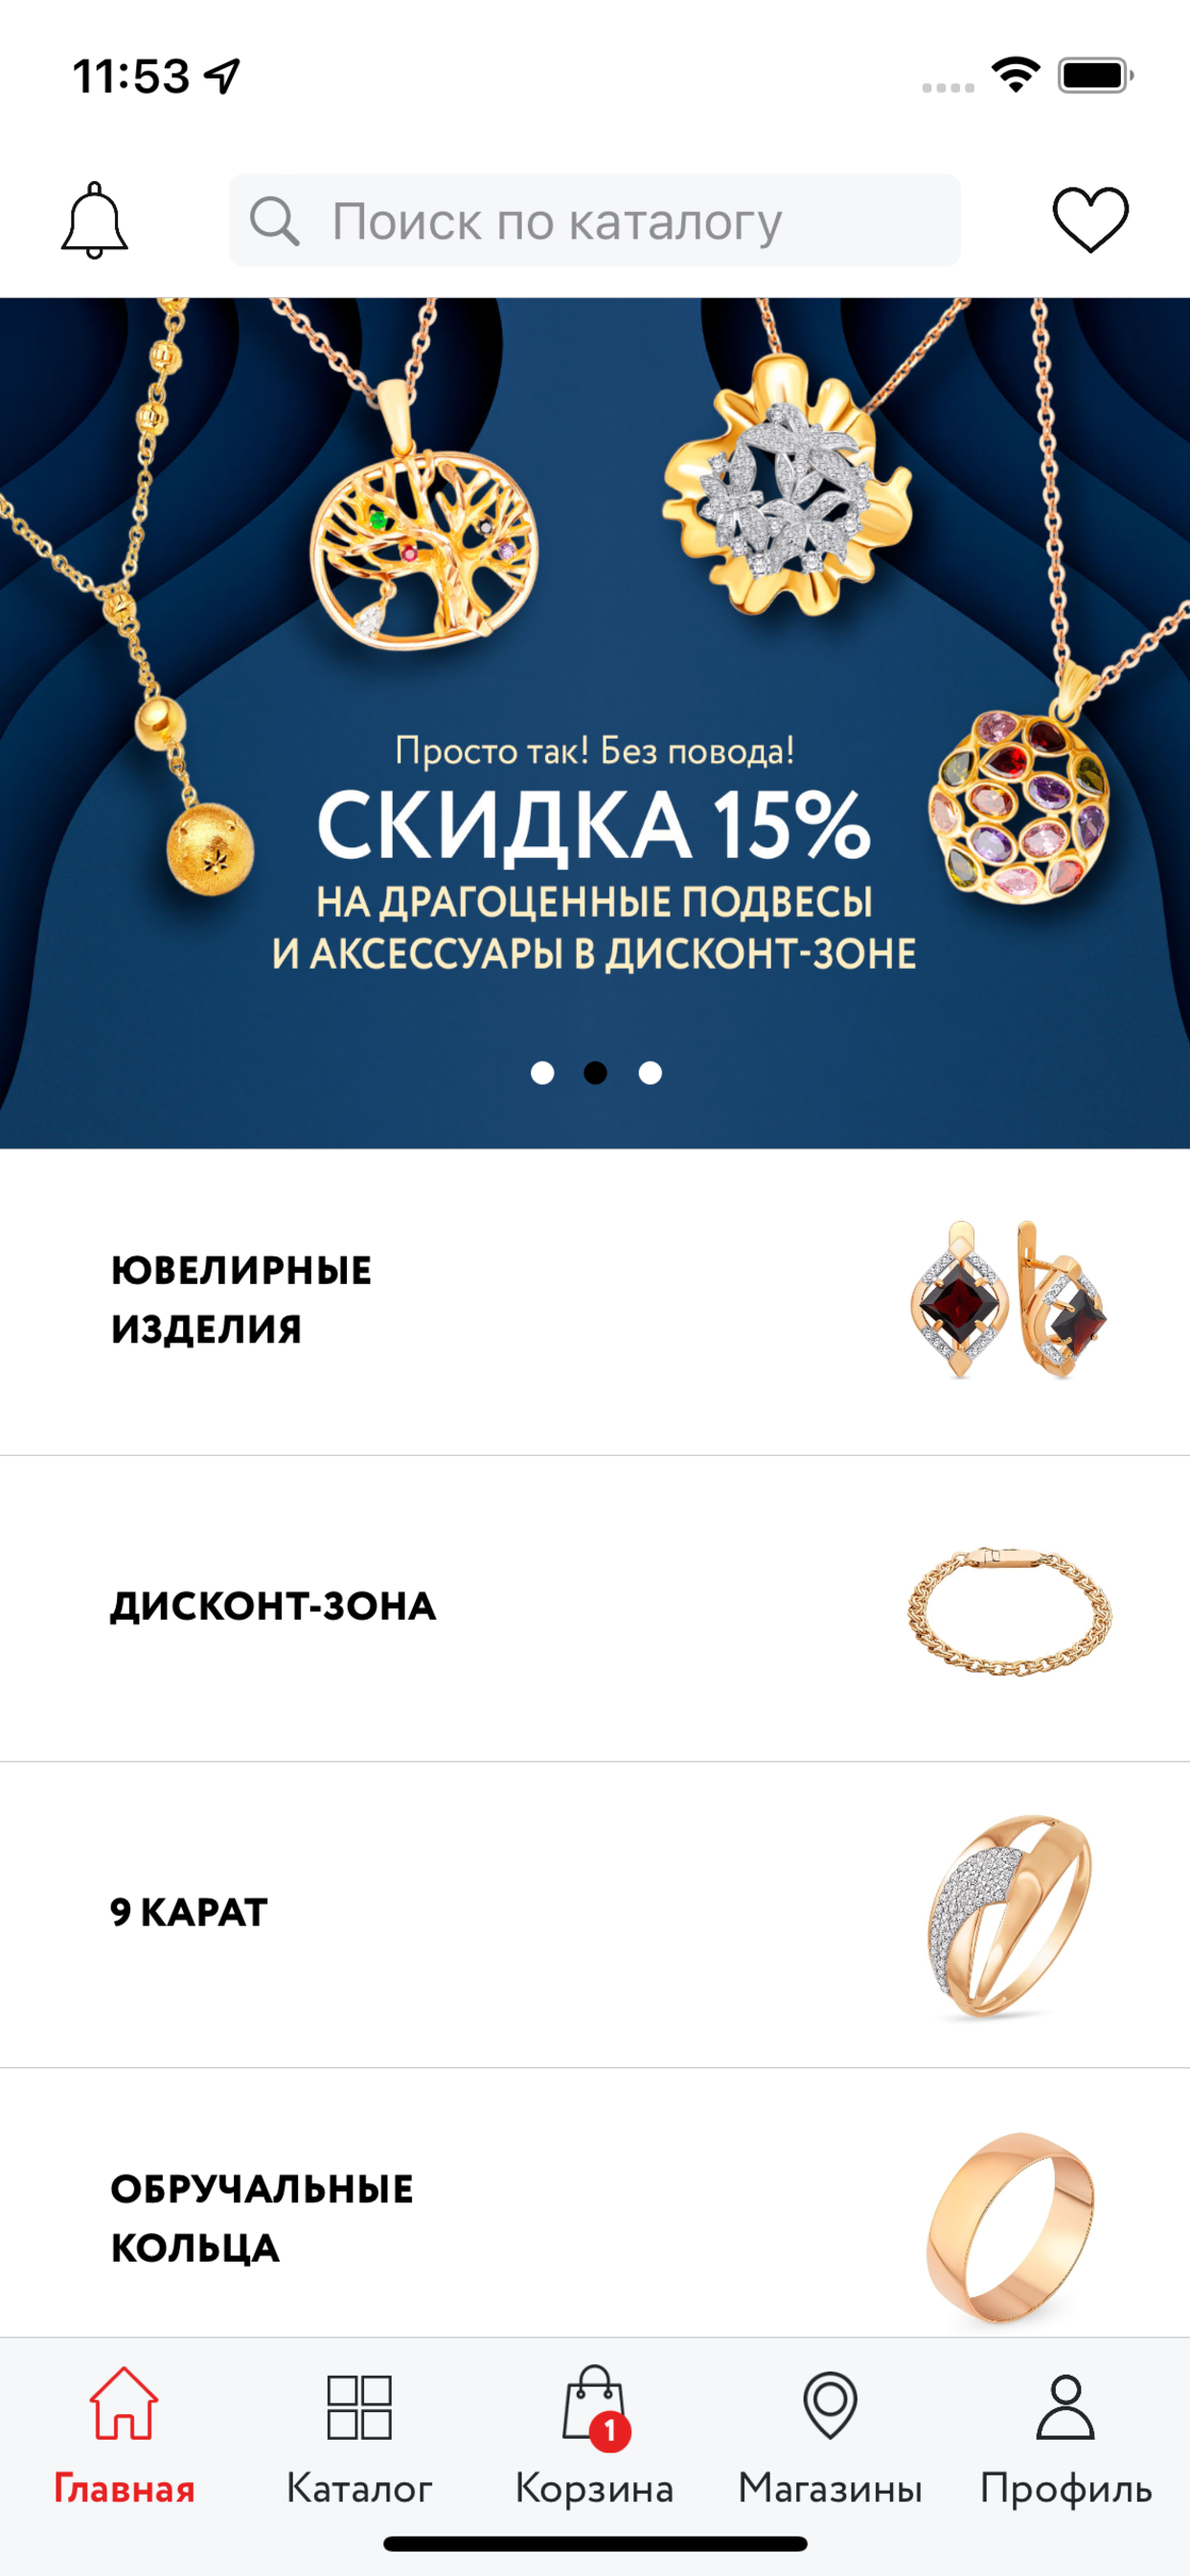 11:53
Поиск по каталогу
Просто так! Без повода!
СКИДКА 15%
НА ДРАГОЦЕННЫЕ ПОДВЕСЫ
И АКСЕССУАРЫ В ДИСКОНТ-ЗОНЕ
ЮВЕЛИРНЫЕ
ИЗДЕЛИЯ
ДИСКОНТ-ЗОНА
9 КАРАТ
ОБРУЧАЛЬНЫЕ
КОЛЬЦА
1
Главная Каталог Корзина Магазины Профиль